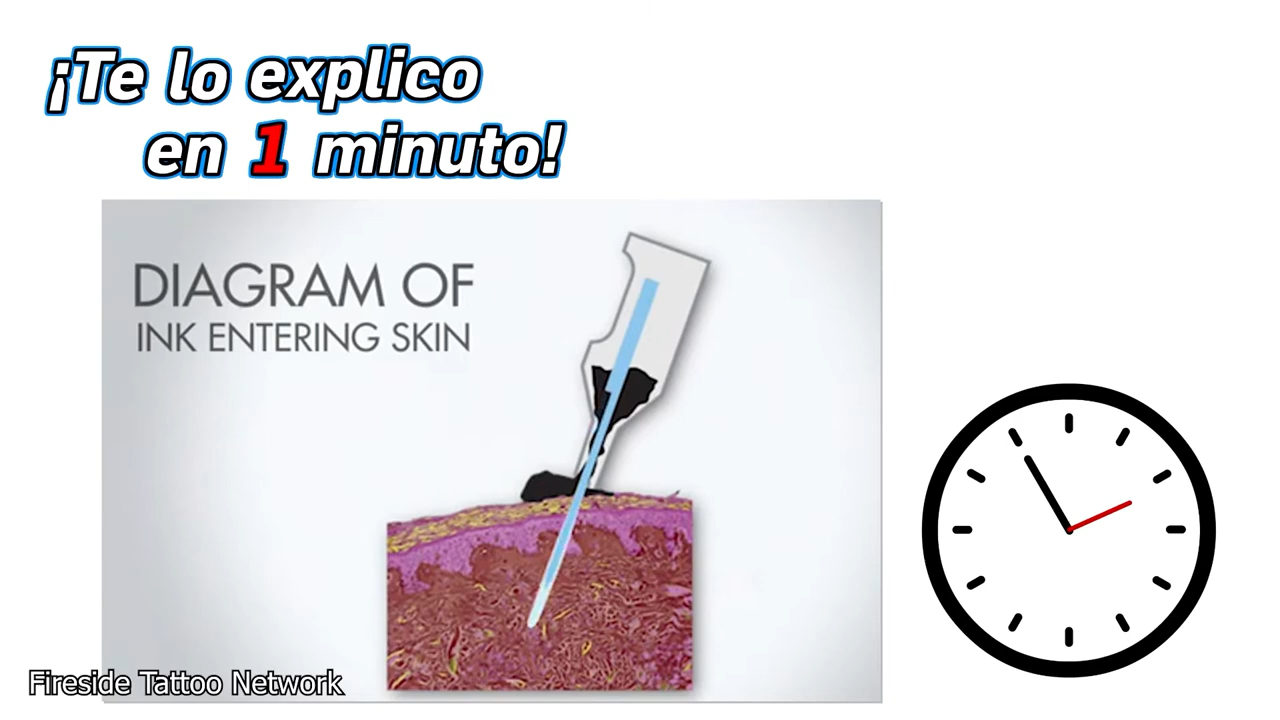 ¡Te lo explico
en 1 minuto!
DIAGRAM OF
INK ENTERING SKIN
Fireside Tattoo Network